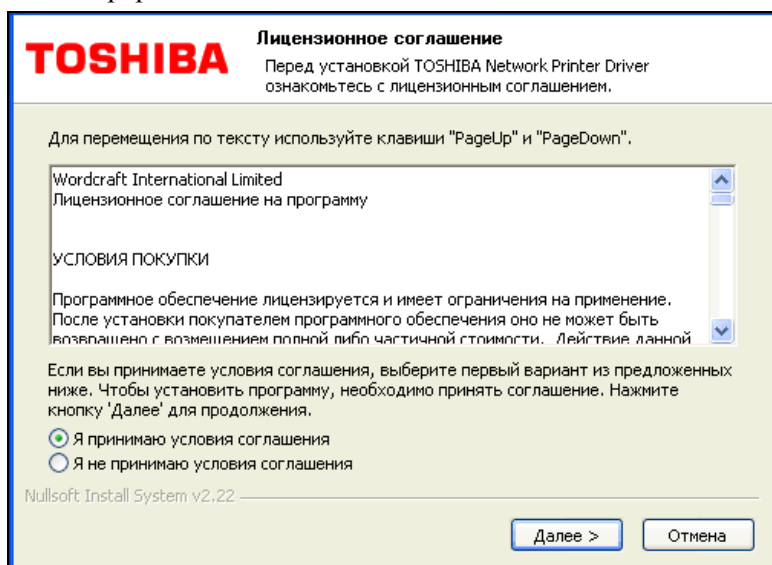 TOSHIBA
Лицензионное соглашение
Перед установкой TOSHIBA Network Printer Driver
ознакомьтесь с лицензионным соглашением.
Для перемещения по тексту используйте клавиши "PageUp" и "PageDown".
Wordcraft International Limited
Лицензионное соглашение на программу
УСЛОВИЯ ПОКУПКИ
Программное обеспечение лицензируется и имеет ограничения на применение.
После установки покупателем программного обеспечения оно не может быть
возвращено с возмещением полной либо частичной стоимости. Действие данной
Если вы принимаете условия соглашения, выберите первый вариант из предложенных
ниже. Чтобы установить программу, необходимо принять соглашение. Нажмите
кнопку 'Далее' для продолжения.
Я принимаю условия соглашения
Я не принимаю условия соглашения
Nullsoft Install System v2.22
Далее >
Отмена